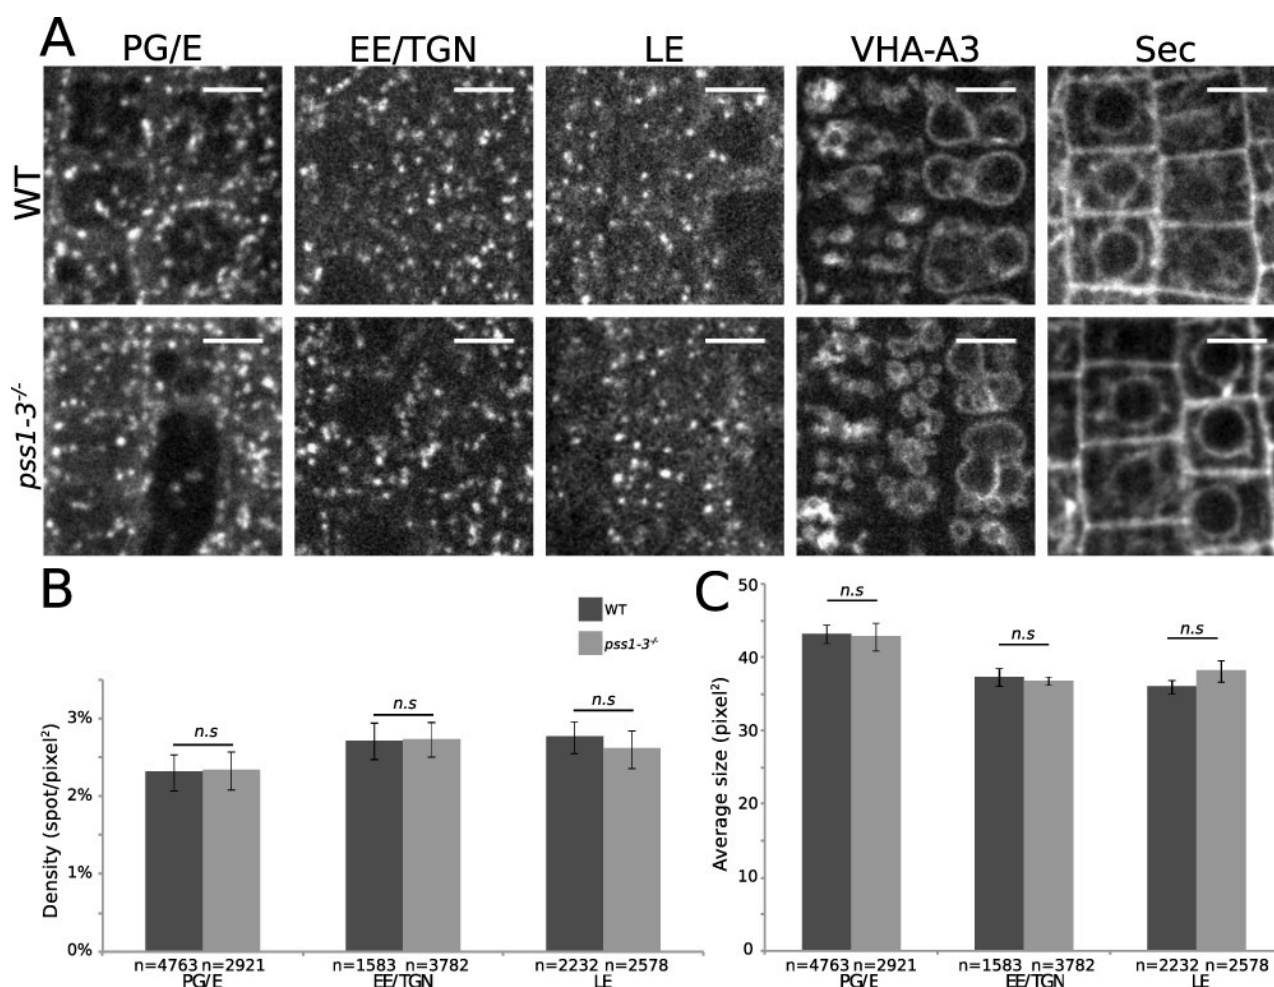 A
PG/E EE/TGN LE VHA-A3 Sec
WT
pss1-3-/-
B
WT
pss1-3-/-
Density (spot/pixel²)
3%
2%
1%
0%
n.s
n.s
n.s
n=4763 n=2921 n=1583 n=3782 n=2232 n=2578
PG/E EE/TGN LE
C
Average size (pixel²)
50
40
30
20
10
0
n.s
n.s
n.s
n=4763 n=2921 n=1583 n=3782 n=2232 n=2578
PG/E EE/TGN LE